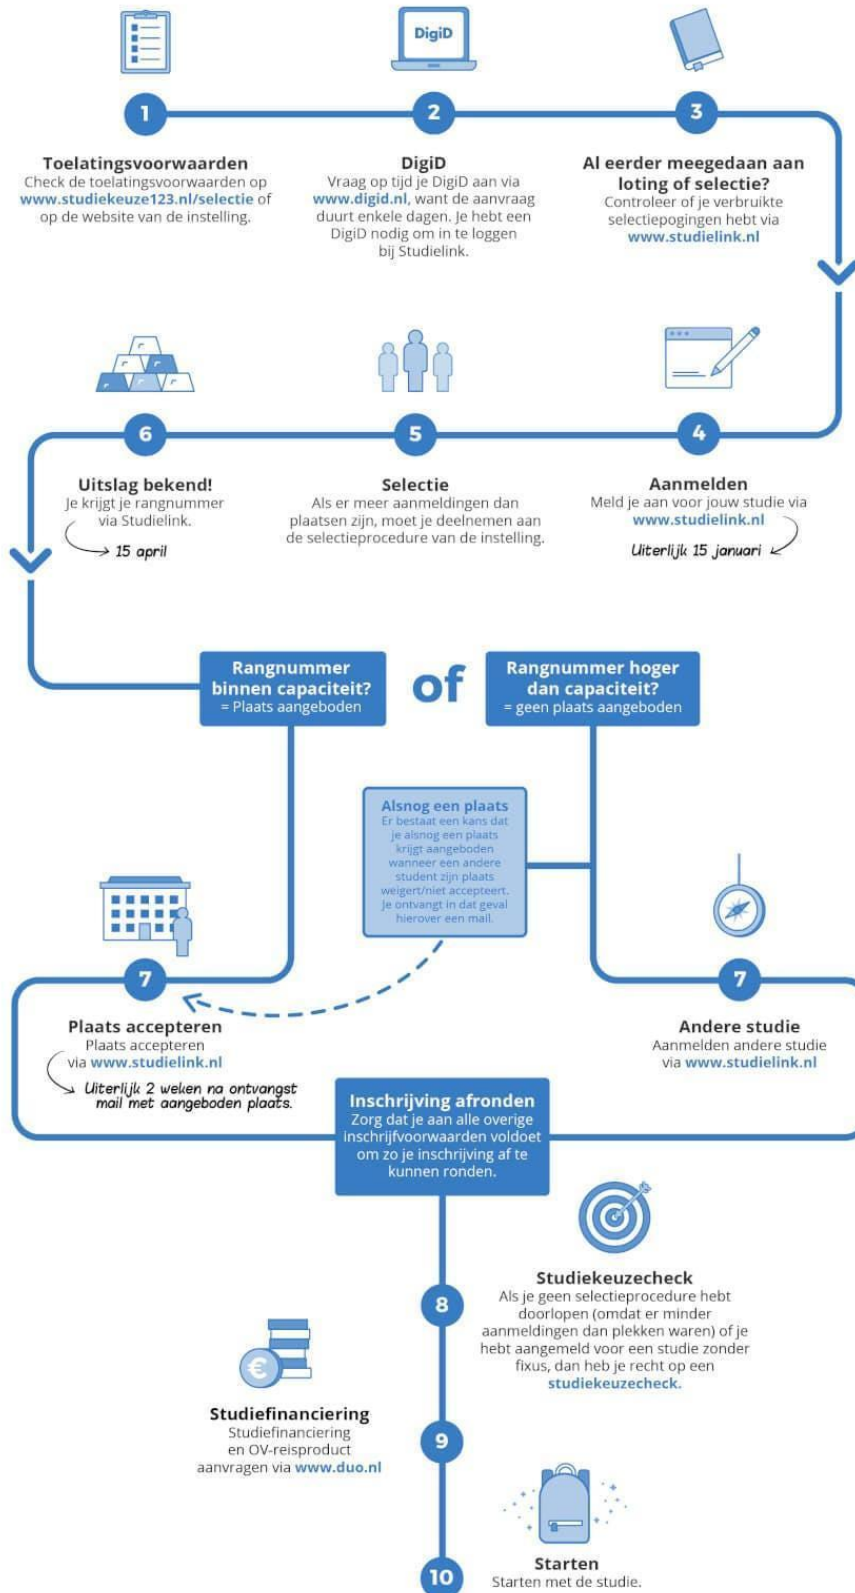 DigiD
1
2
3
Toelatingsvoorwaarden
Check de toelatingsvoorwaarden op
www.studiekeuze123.nl/selectie of
op de website van de instelling.
DigiD
Vraag op tijd je DigiD aan via
www.digid.nl, want de aanvraag
duurt enkele dagen. Je hebt een
DigiD nodig om in te loggen
bij Studielink.
Al eerder meegedaan aan
loting of selectie?
Controleer of je verbruikte
selectiepogingen hebt via
www.studielink.nl
4
Aanmelden
Meld je aan voor jouw studie via
www.studielink.nl
Uiterlijk 15 januari
5
Selectie
Als er meer aanmeldingen dan
plaatsen zijn, moet je deelnemen aan
de selectieprocedure van de instelling.
6
Uitslag bekend!
Je krijgt je rangnummer
via Studielink.
15 april
Rangnummer
binnen capaciteit?
= Plaats aangeboden
of
Rangnummer hoger
dan capaciteit?
= geen plaats aangeboden
Alsnog een plaats
Er bestaat een kans dat
je alsnog een plaats
krijgt aangeboden
wanneer een andere
student zijn plaats
weigert/niet accepteert.
Je ontvangt in dat geval
hierover een mail.
7
Plaats accepteren
Plaats accepteren
via www.studielink.nl
Uiterlijk 2 weken na ontvangst
mail met aangeboden plaats.
7
Andere studie
Aanmelden andere studie
via www.studielink.nl
Inschrijving afronden
Zorg dat je aan alle overige
inschrijfvoorwaarden voldoet
om zo je inschrijving af te
kunnen ronden.
8
Studiekeuzecheck
Als je geen selectieprocedure hebt
doorlopen (omdat er minder
aanmeldingen dan plekken waren) of je
hebt aangemeld voor een studie zonder
fixus, dan heb je recht op een
studiekeuzecheck.
€
Studiefinanciering
Studiefinanciering
en OV-reisproduct
aanvragen via www.duo.nl
9
10
Starten
Starten met de studie.